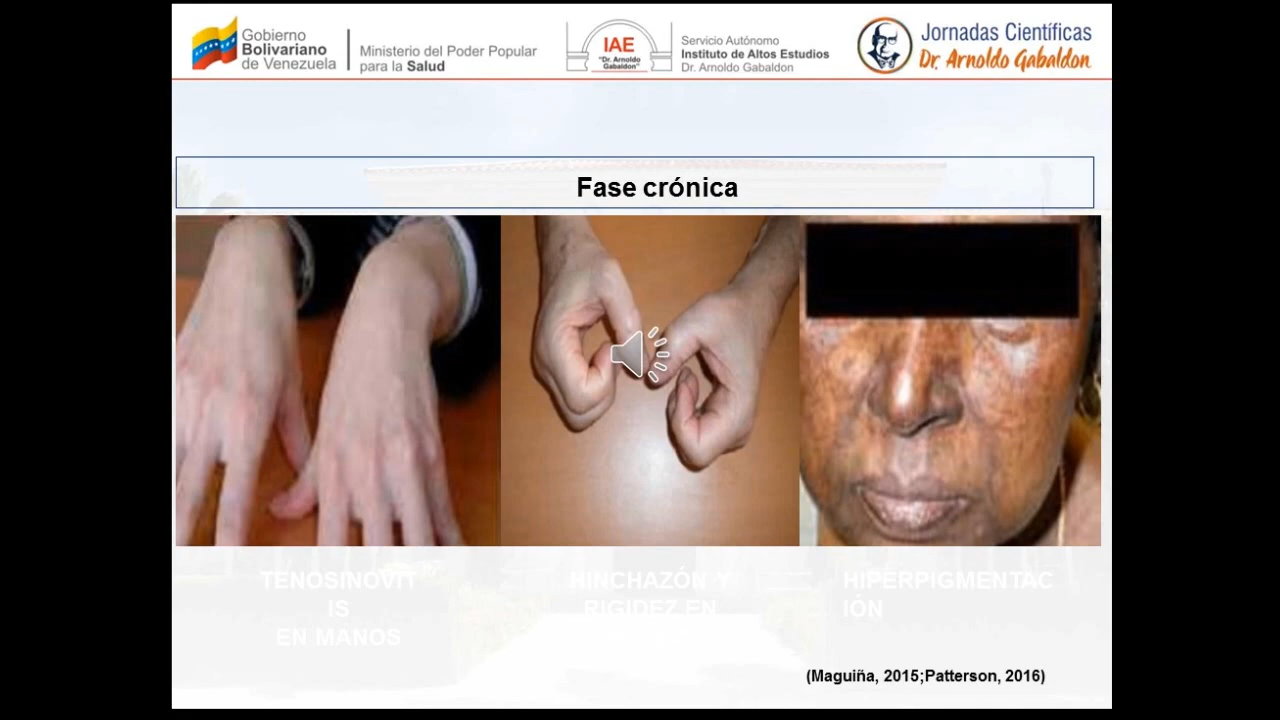 Gobierno
Bolivariano
de Venezuela
Ministerio del Poder Popular
para la Salud
IAE
"Dr. Arnoldo
Gabaldon"
Servicio Autónomo
Instituto de Altos Estudios
Dr. Arnoldo Gabaldon
Jornadas Científicas
Dr. Arnoldo Gabaldon
Fase crónica
TENOSINOVIT
IS
EN MANOS
HINCHAZÓN Y
RIGIDEZ EN
HIPERPIGMENTAC
IÓN
(Maguiña, 2015;Patterson, 2016)